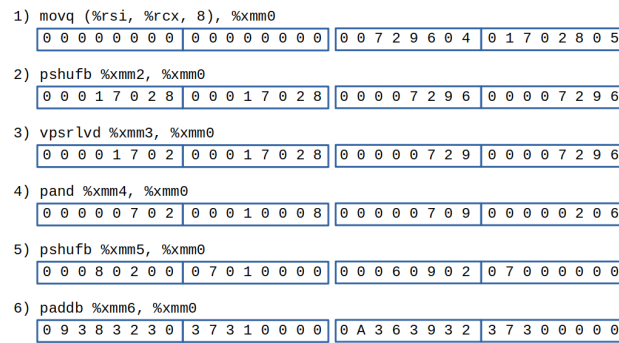 1) movq (%rsi, %rcx, 8), %xmm0
0 0 0 0 0 0 0 0 0 0 0 0 0 0 0 0 0 0 7 2 9 6 0 4 0 1 7 0 2 8 0 5
2) pshufb %xmm2, %xmm0
0 0 0 1 7 0 2 8 0 0 0 1 7 0 2 8 0 0 0 0 7 2 9 6 0 0 0 0 7 2 9 6
3) vpsrlvd %xmm3, %xmm0
0 0 0 0 1 7 0 2 0 0 0 1 7 0 2 8 0 0 0 0 0 7 2 9 0 0 0 0 7 2 9 6
4) pand %xmm4, %xmm0
0 0 0 0 0 7 0 2 0 0 0 1 0 0 0 8 0 0 0 0 0 7 0 9 0 0 0 0 0 2 0 6
5) pshufb %xmm5, %xmm0
0 0 0 8 0 2 0 0 0 7 0 1 0 0 0 0 0 0 0 6 0 9 0 2 0 7 0 0 0 0 0 0
6) paddb %xmm6, %xmm0
0 9 3 8 3 2 3 0 3 7 3 1 0 0 0 0 0 A 3 6 3 9 3 2 3 7 3 0 0 0 0 0